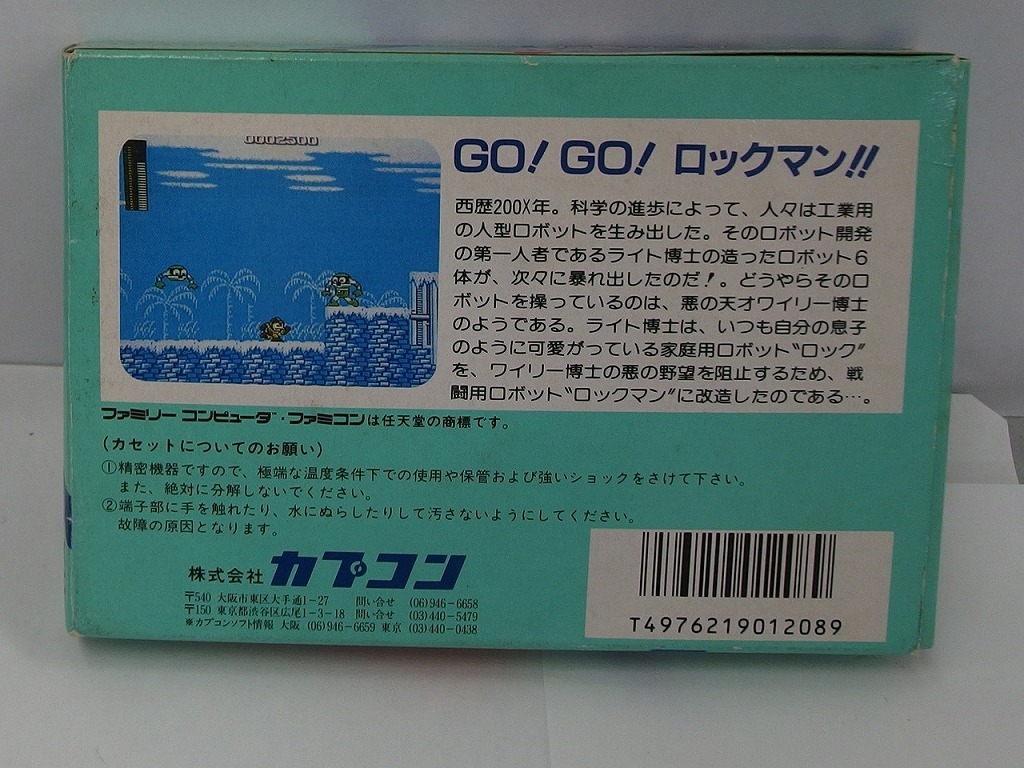 0002500
GO! GO! ロックマン!!
西歴200X年。科学の進歩によって、人々は工業用
の人型ロボットを生み出した。そのロボット開発
の第一人者であるライト博士の造ったロボット6
体が、次々に暴れ出したのだ!。どうやらそのロ
ボットを操っているのは、悪の天才ワイリー博士
のようである。ライト博士は、いつも自分の息子
のように可愛がっている家庭用ロボット“ロック”
を、ワイリー博士の悪の野望を阻止するため、戦
闘用ロボット“ロックマン”に改造したのである…。
ファミリーコンピュータ・ファミコンは任天堂の商標です。
(カセットについてのお願い)
①精密機器ですので、極端な温度条件下での使用や保管および強いショックをさけて下さい。
また、絶対に分解しないでください。
②端子部に手を触れたり、水にぬらしたりして汚さないようにしてください。
故障の原因となります。
株式会社カプコン
〒540 大阪市東区大手通1-27 問い合せ (06)946-6658
〒150 東京都渋谷区広尾1-3-18 問い合せ (03)440-5479
※カプコンソフト情報 大阪 (06)946-6659 東京 (03)440-0438
T4976219012089